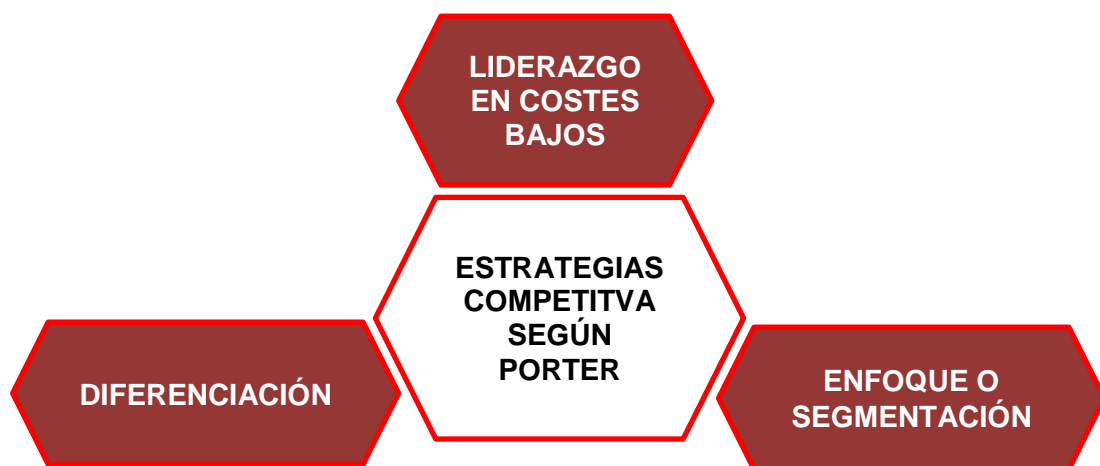 LIDERAZGO
EN COSTES
BAJOS
ESTRATEGIAS
COMPETITVA
SEGÚN
PORTER
DIFERENCIACIÓN
ENFOQUE O
SEGMENTACIÓN